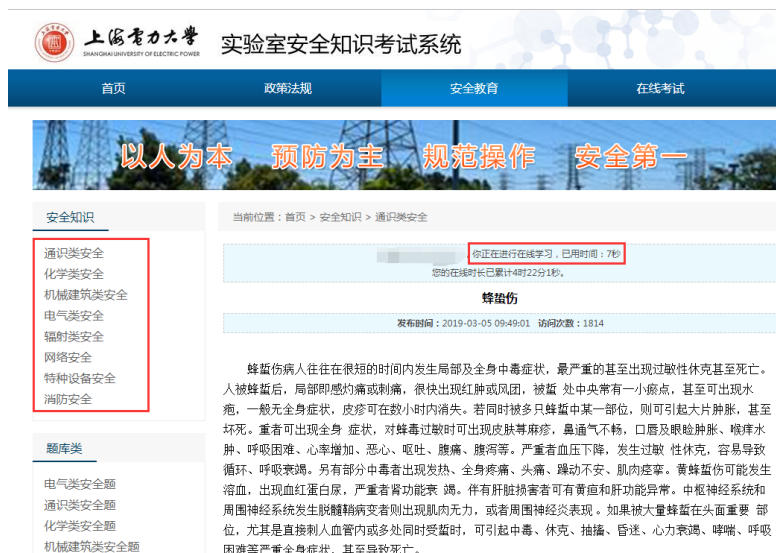 上海电力大学
SHANGHAI UNIVERSITY OF ELECTRIC POWER
实验室安全知识考试系统
首页 政策法规 安全教育 在线考试
以人为本 预防为主 规范操作 安全第一
安全知识
通识类安全
化学类安全
机械建筑类安全
电气类安全
辐射类安全
网络安全
特种设备安全
消防安全
题库类
电气类安全题
通识类安全题
化学类安全题
机械建筑类安全题
当前位置：首页 > 安全知识 > 通识类安全
你正在进行在线学习，已用时间：7秒
您的在线时长已累计4时22分1秒。
蜂蛰伤
发布时间：2019-03-05 09:49:01 访问次数：1814
蜂蜇伤病人往往在很短的时间内发生局部及全身中毒症状，最严重的甚至出现过敏性休克甚至死亡。
人被蜂蜇后，局部即感灼痛或刺痛，很快出现红肿或风团，被蜇 处中央常有一小瘀点，甚至可出现水
疱，一般无全身症状，皮疹可在数小时内消失。若同时被多只蜂蜇中某一部位，则可引起大片肿胀，甚至
坏死。重者可出现全身 症状，对蜂毒过敏时可出现皮肤荨麻疹，鼻通气不畅，口唇及眼睑肿胀、喉痒水
肿、呼吸困难、心率增加、恶心、呕吐、腹痛、腹泻等。严重者血压下降，发生过敏 性休克，容易导致
循环、呼吸衰竭。另有部分中毒者出现发热、全身疼痛、头痛、躁动不安、肌肉痉挛。黄蜂蜇伤可能发生
溶血，出现血红蛋白尿，严重者肾功能衰 竭。伴有肝脏损害者可有黄疸和肝功能异常。中枢神经系统和
周围神经系统发生脱髓鞘病变者则出现肌肉无力，或者周围神经炎表现。如果被大量蜂蜇在头面重要 部
位，尤其是直接刺人血管内或多处同时受蜇时，可引起中毒、休克、抽搐、昏迷、心力衰竭、哮喘、呼吸
困难等严重全身症状，甚至导致死亡。